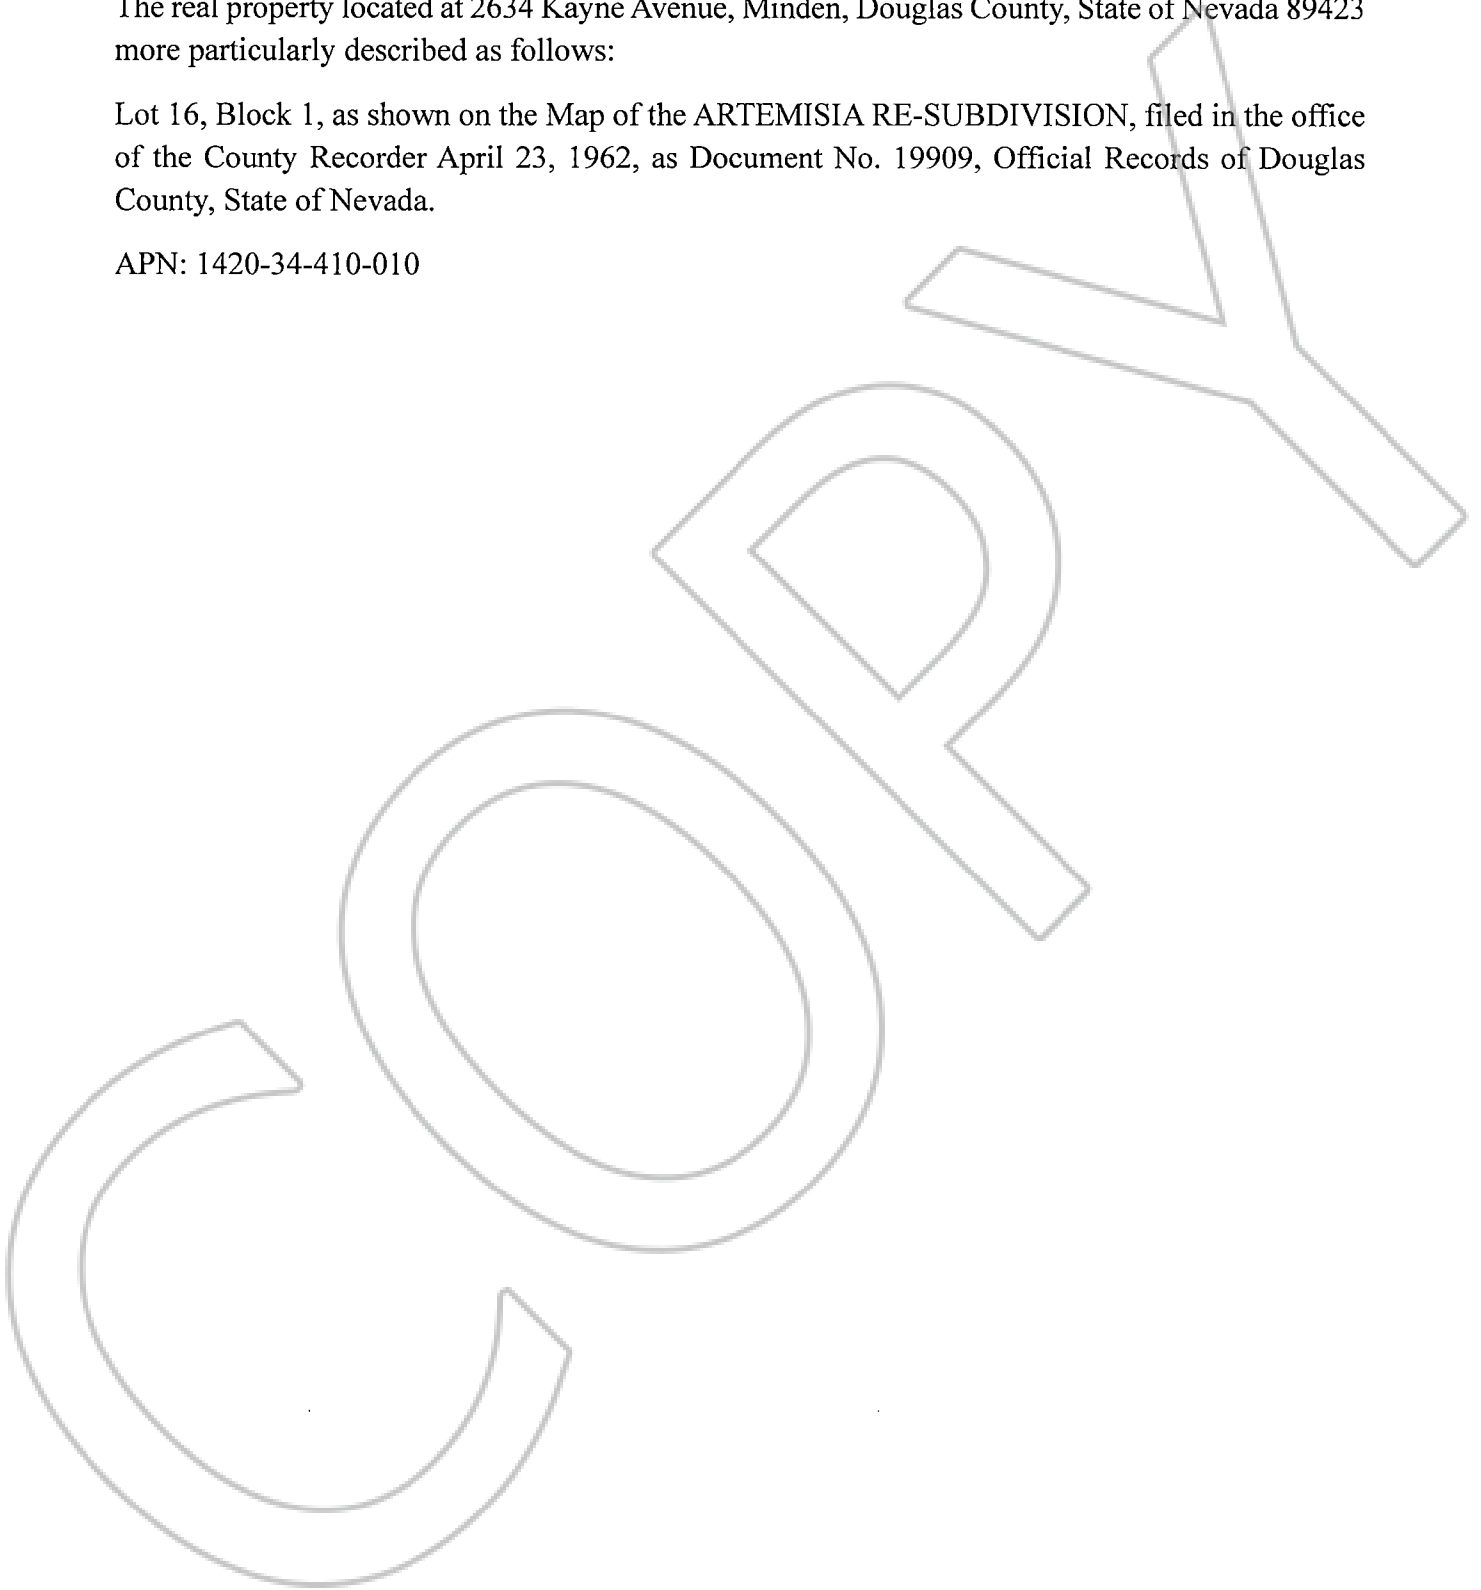 The real property located at 2634 Kayne Avenue, Minden, Douglas County, State of Nevada 89423
more particularly described as follows:
Lot 16, Block 1, as shown on the Map of the ARTEMISIA RE-SUBDIVISION, filed in the office
of the County Recorder April 23, 1962, as Document No. 19909, Official Records of Douglas
County, State of Nevada.
APN: 1420-34-410-010
COPY